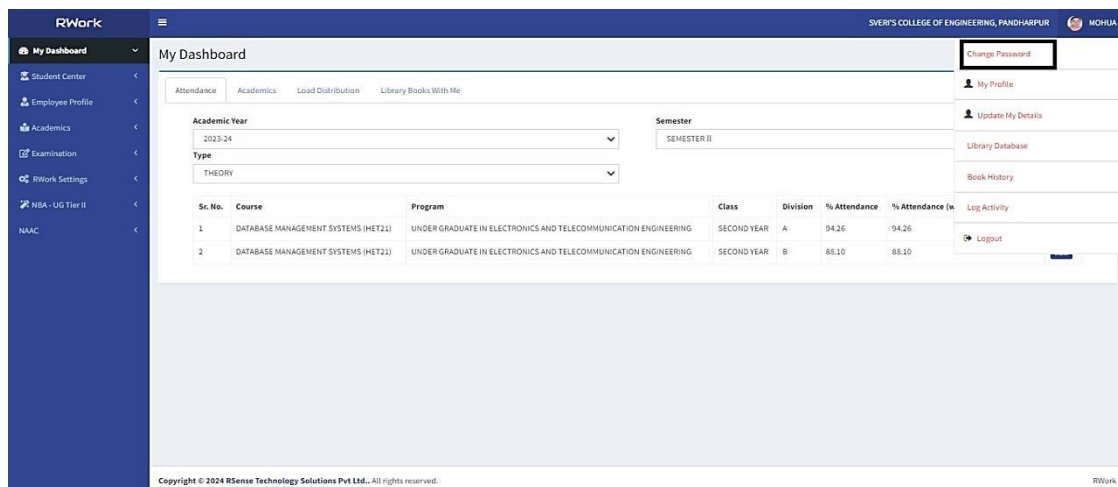 RWork
SVERI'S COLLEGE OF ENGINEERING, PANDHARPUR
MOHUA
My Dashboard
Student Center
Employee Profile
Academics
Examination
RWork Settings
NBA - UG Tier II
NAAC
My Dashboard
Attendance Academics Load Distribution Library Books With Me
Academic Year Semester
2023-24 SEMESTER II
Type
THEORY
Sr. No. Course Program Class Division % Attendance % Attendance (w
1 DATABASE MANAGEMENT SYSTEMS (HET21) UNDER GRADUATE IN ELECTRONICS AND TELECOMMUNICATION ENGINEERING SECOND YEAR A 94.26 94.26
2 DATABASE MANAGEMENT SYSTEMS (HET21) UNDER GRADUATE IN ELECTRONICS AND TELECOMMUNICATION ENGINEERING SECOND YEAR B 88.10 88.10
Change Password
My Profile
Update My Details
Library Database
Book History
Log Activity
Logout
Copyright © 2024 RSense Technology Solutions Pvt Ltd.. All rights reserved.
RWork